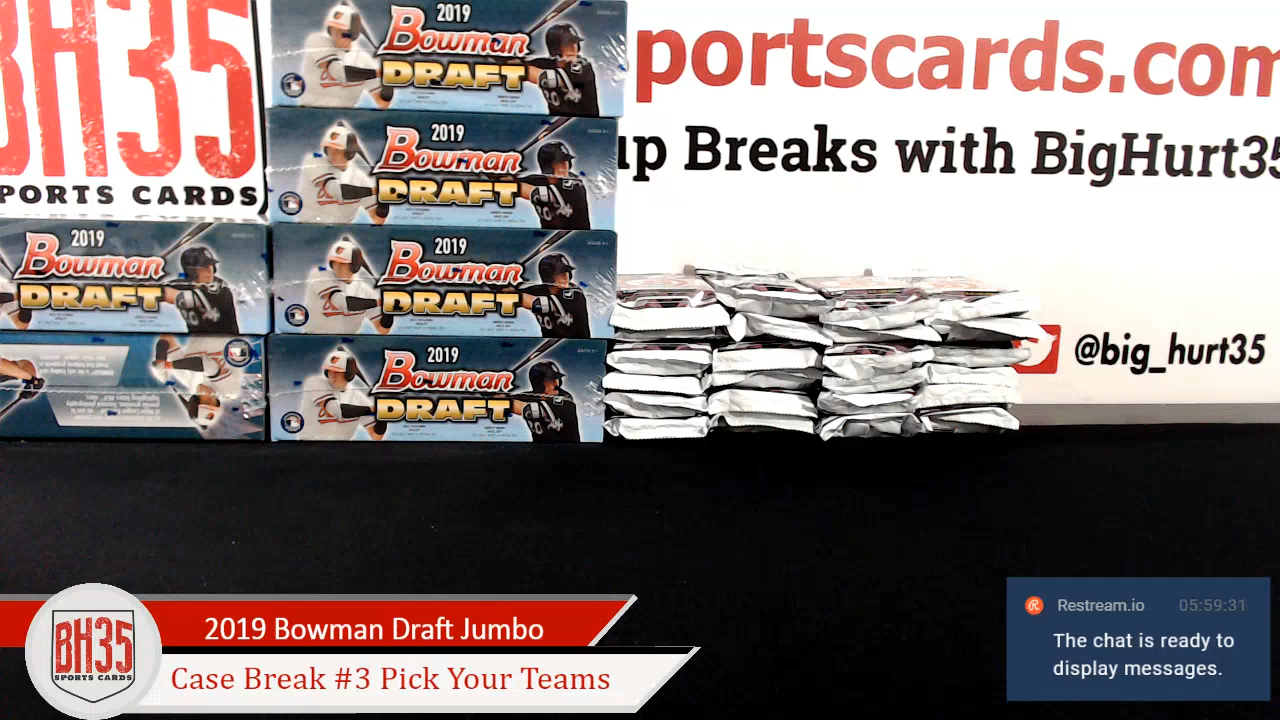 BH35
SPORTS CARDS
portscards.com
up Breaks with BigHurt35
@big_hurt35
2019
Bowman
DRAFT
2019
Bowman
DRAFT
2019
Bowman
DRAFT
2019
Bowman
DRAFT
2019
Bowman
DRAFT
BH35
SPORTS CARDS
2019 Bowman Draft Jumbo
Case Break #3 Pick Your Teams
Restream.io 05:59:31
The chat is ready to
display messages.